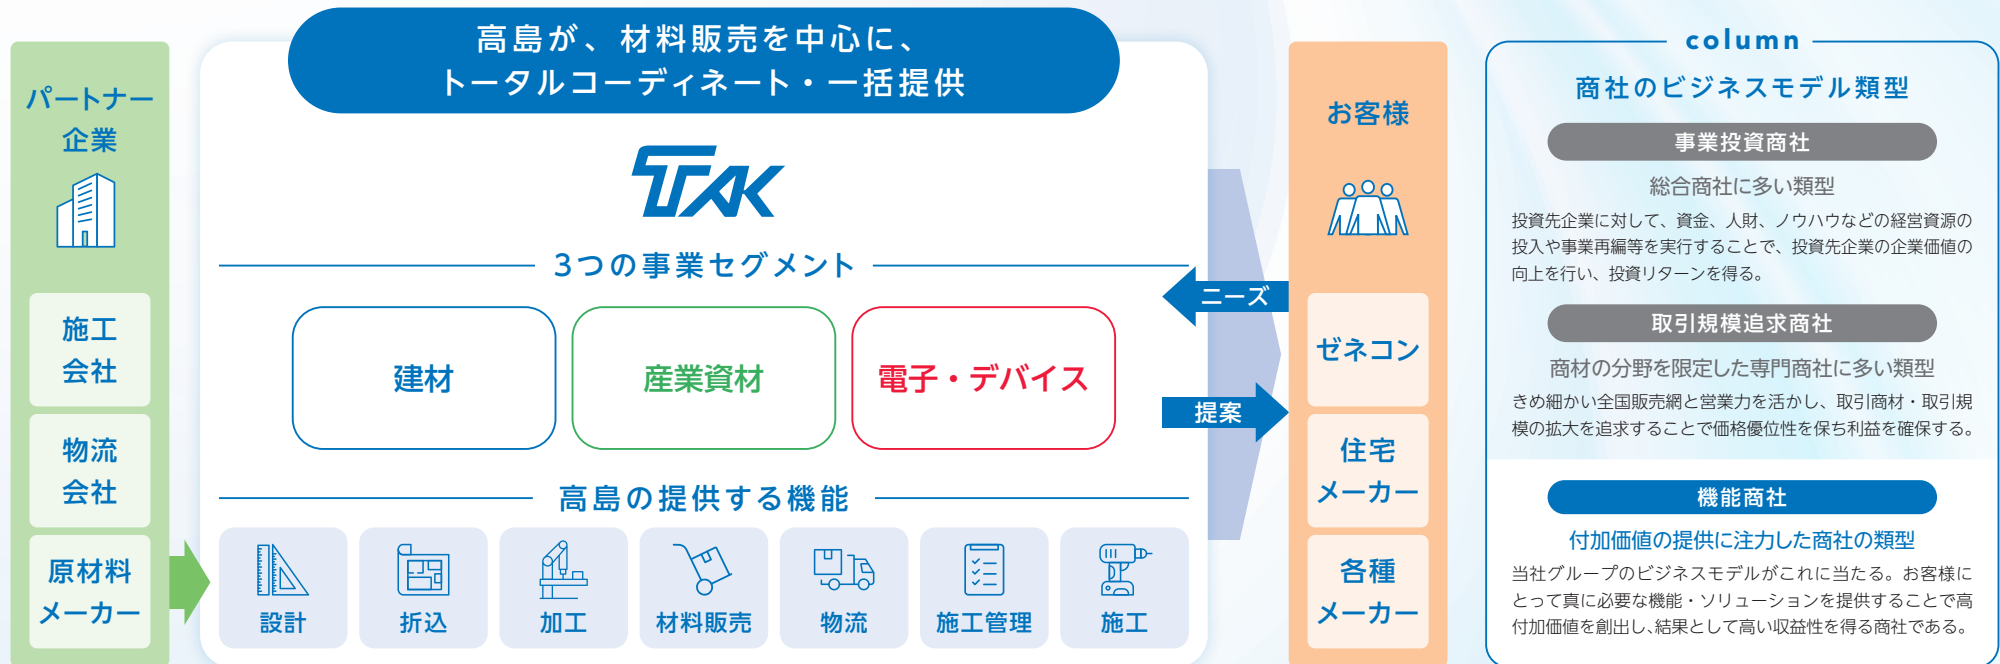 パートナー
企業
施工
会社
物流
会社
原材料
メーカー
高島が、材料販売を中心に、
トータルコーディネート・一括提供
TAK
3つの事業セグメント
建材
産業資材
電子・デバイス
高島の提供する機能
設計
折込
加工
材料販売
物流
施工管理
施工
ニーズ
提案
お客様
ゼネコン
住宅
メーカー
各種
メーカー
column
商社のビジネスモデル類型
事業投資商社
総合商社に多い類型
投資先企業に対して、資金、人財、ノウハウなどの経営資源の
投入や事業再編等を実行することで、投資先企業の企業価値の
向上を行い、投資リターンを得る。
取引規模追求商社
商材の分野を限定した専門商社に多い類型
きめ細かい全国販売網と営業力を活かし、取引商材・取引規
模の拡大を追求することで価格優位性を保ち利益を確保する。
機能商社
付加価値の提供に注力した商社の類型
当社グループのビジネスモデルがこれに当たる。お客様に
とって真に必要な機能・ソリューションを提供することで高
付加価値を創出し、結果として高い収益性を得る商社である。